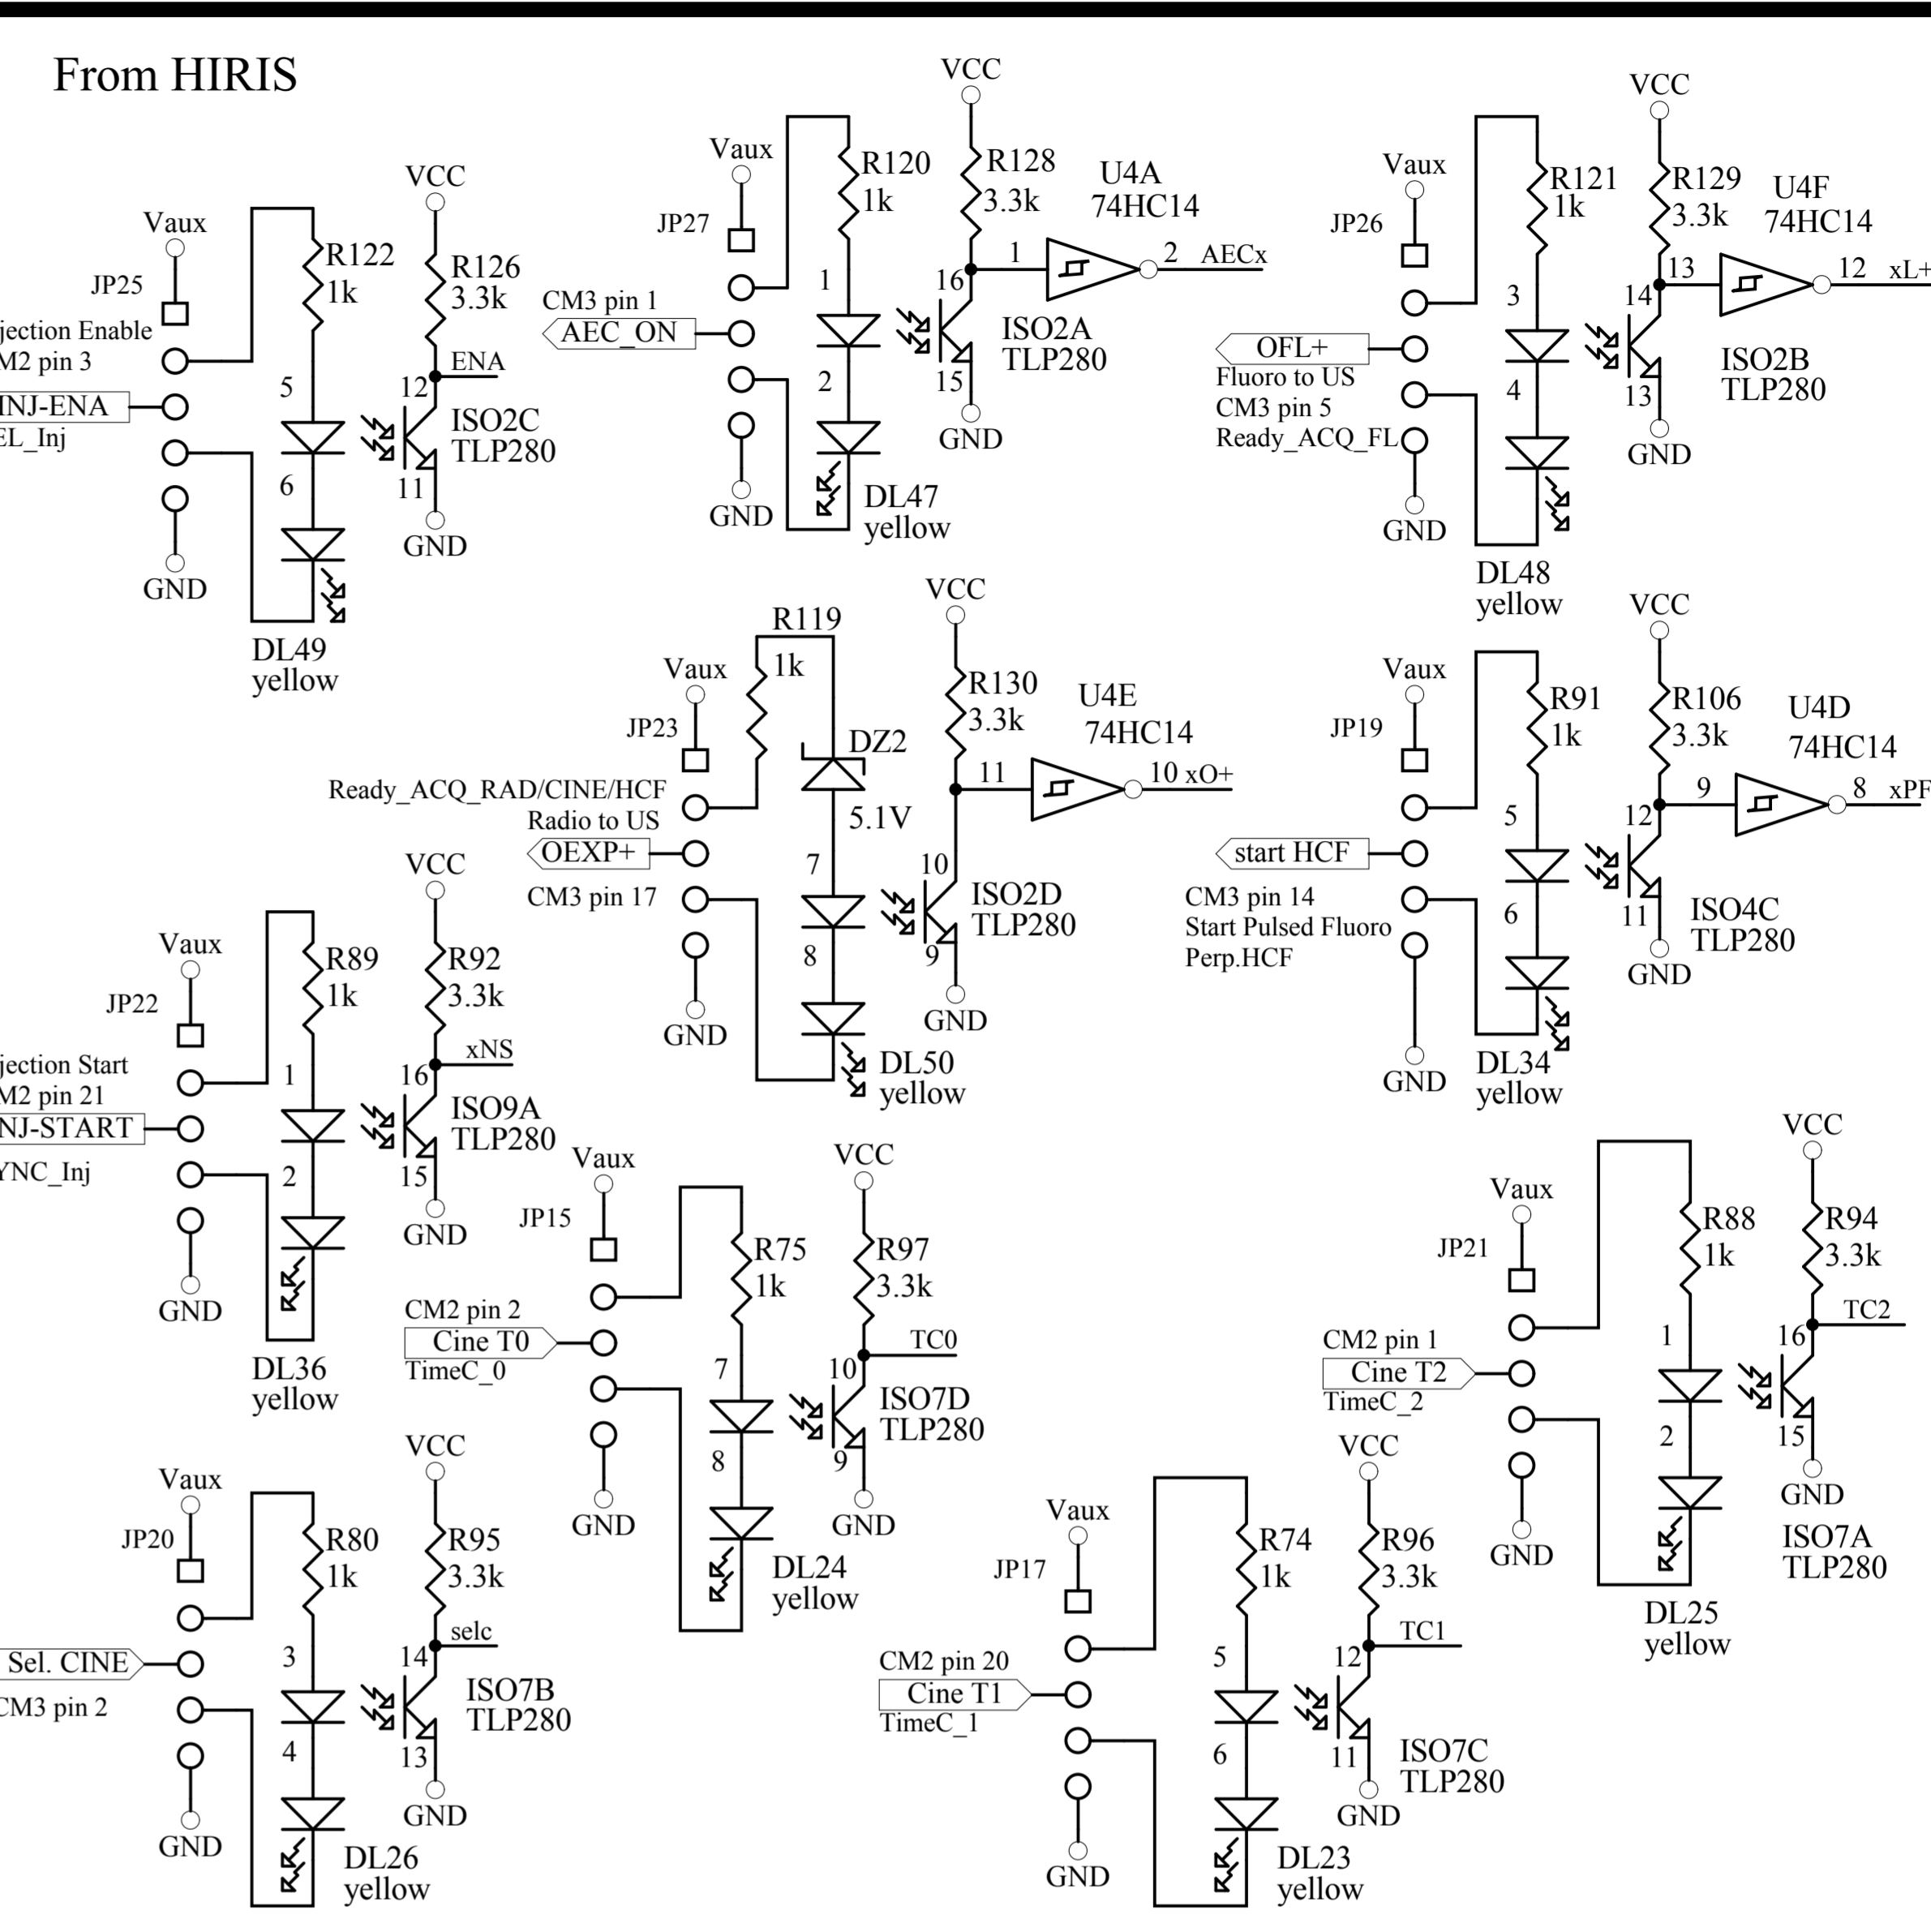 From HIRIS
VCC
Vaux
JP25
R122
1k
R126
3.3k
jection Enable
M2 pin 3
INJ-ENA
EL_Inj
ENA
5
12
6
11
ISO2C
TLP280
GND
GND
DL49
yellow
VCC
Vaux
JP27
R120
1k
R128
3.3k
U4A
74HC14
1
2
AECx
CM3 pin 1
AEC_ON
1
16
2
15
ISO2A
TLP280
GND
GND
DL47
yellow
VCC
Vaux
JP26
R121
1k
R129
3.3k
U4F
74HC14
13
12
xL+
OFL+
Fluoro to US
CM3 pin 5
Ready_ACQ_FL
3
14
4
13
ISO2B
TLP280
GND
GND
DL48
yellow
VCC
R119
1k
Vaux
JP23
R130
3.3k
U4E
74HC14
DZ2
5.1V
11
10
xO+
Ready_ACQ_RAD/CINE/HCF
Radio to US
OEXP+
CM3 pin 17
7
10
8
9
ISO2D
TLP280
GND
GND
DL50
yellow
VCC
Vaux
JP19
R91
1k
R106
3.3k
U4D
74HC14
9
8
xPF
start HCF
CM3 pin 14
Start Pulsed Fluoro
Perp.HCF
5
12
6
11
ISO4C
TLP280
GND
GND
DL34
yellow
VCC
Vaux
JP22
R89
1k
R92
3.3k
xNS
jection Start
M2 pin 21
NJ-START
YNC_Inj
1
16
2
15
ISO9A
TLP280
GND
GND
DL36
yellow
VCC
Vaux
JP15
R75
1k
R97
3.3k
TC0
CM2 pin 2
Cine T0
TimeC_0
7
10
8
9
ISO7D
TLP280
GND
GND
DL24
yellow
VCC
Vaux
JP21
R88
1k
R94
3.3k
TC2
CM2 pin 1
Cine T2
TimeC_2
1
16
2
15
GND
GND
ISO7A
TLP280
DL25
yellow
VCC
Vaux
JP20
R80
1k
R95
3.3k
selc
Sel. CINE
CM3 pin 2
3
14
4
13
ISO7B
TLP280
GND
GND
DL26
yellow
VCC
Vaux
JP17
R74
1k
R96
3.3k
TC1
CM2 pin 20
Cine T1
TimeC_1
5
12
6
11
ISO7C
TLP280
GND
GND
DL23
yellow